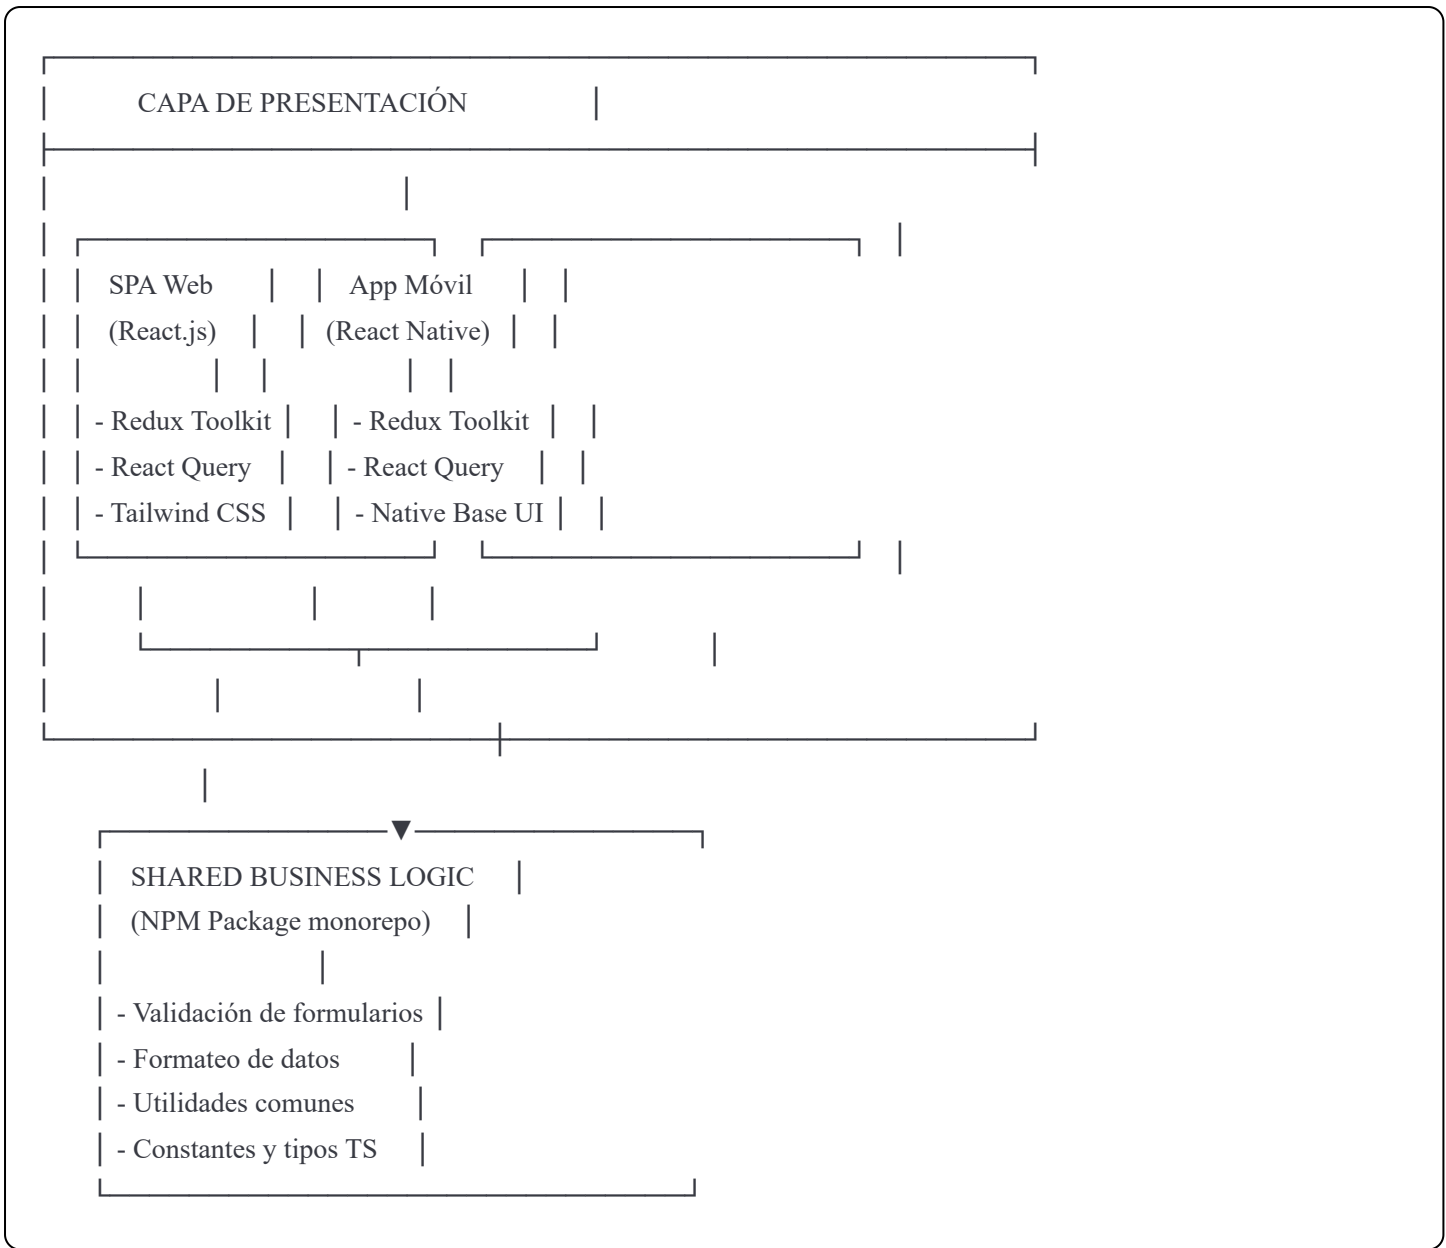 CAPA DE PRESENTACIÓN
SPA Web App Móvil
(React.js) (React Native)
- Redux Toolkit - Redux Toolkit
- React Query - React Query
- Tailwind CSS - Native Base UI
SHARED BUSINESS LOGIC
(NPM Package monorepo)
- Validación de formularios
- Formateo de datos
- Utilidades comunes
- Constantes y tipos TS